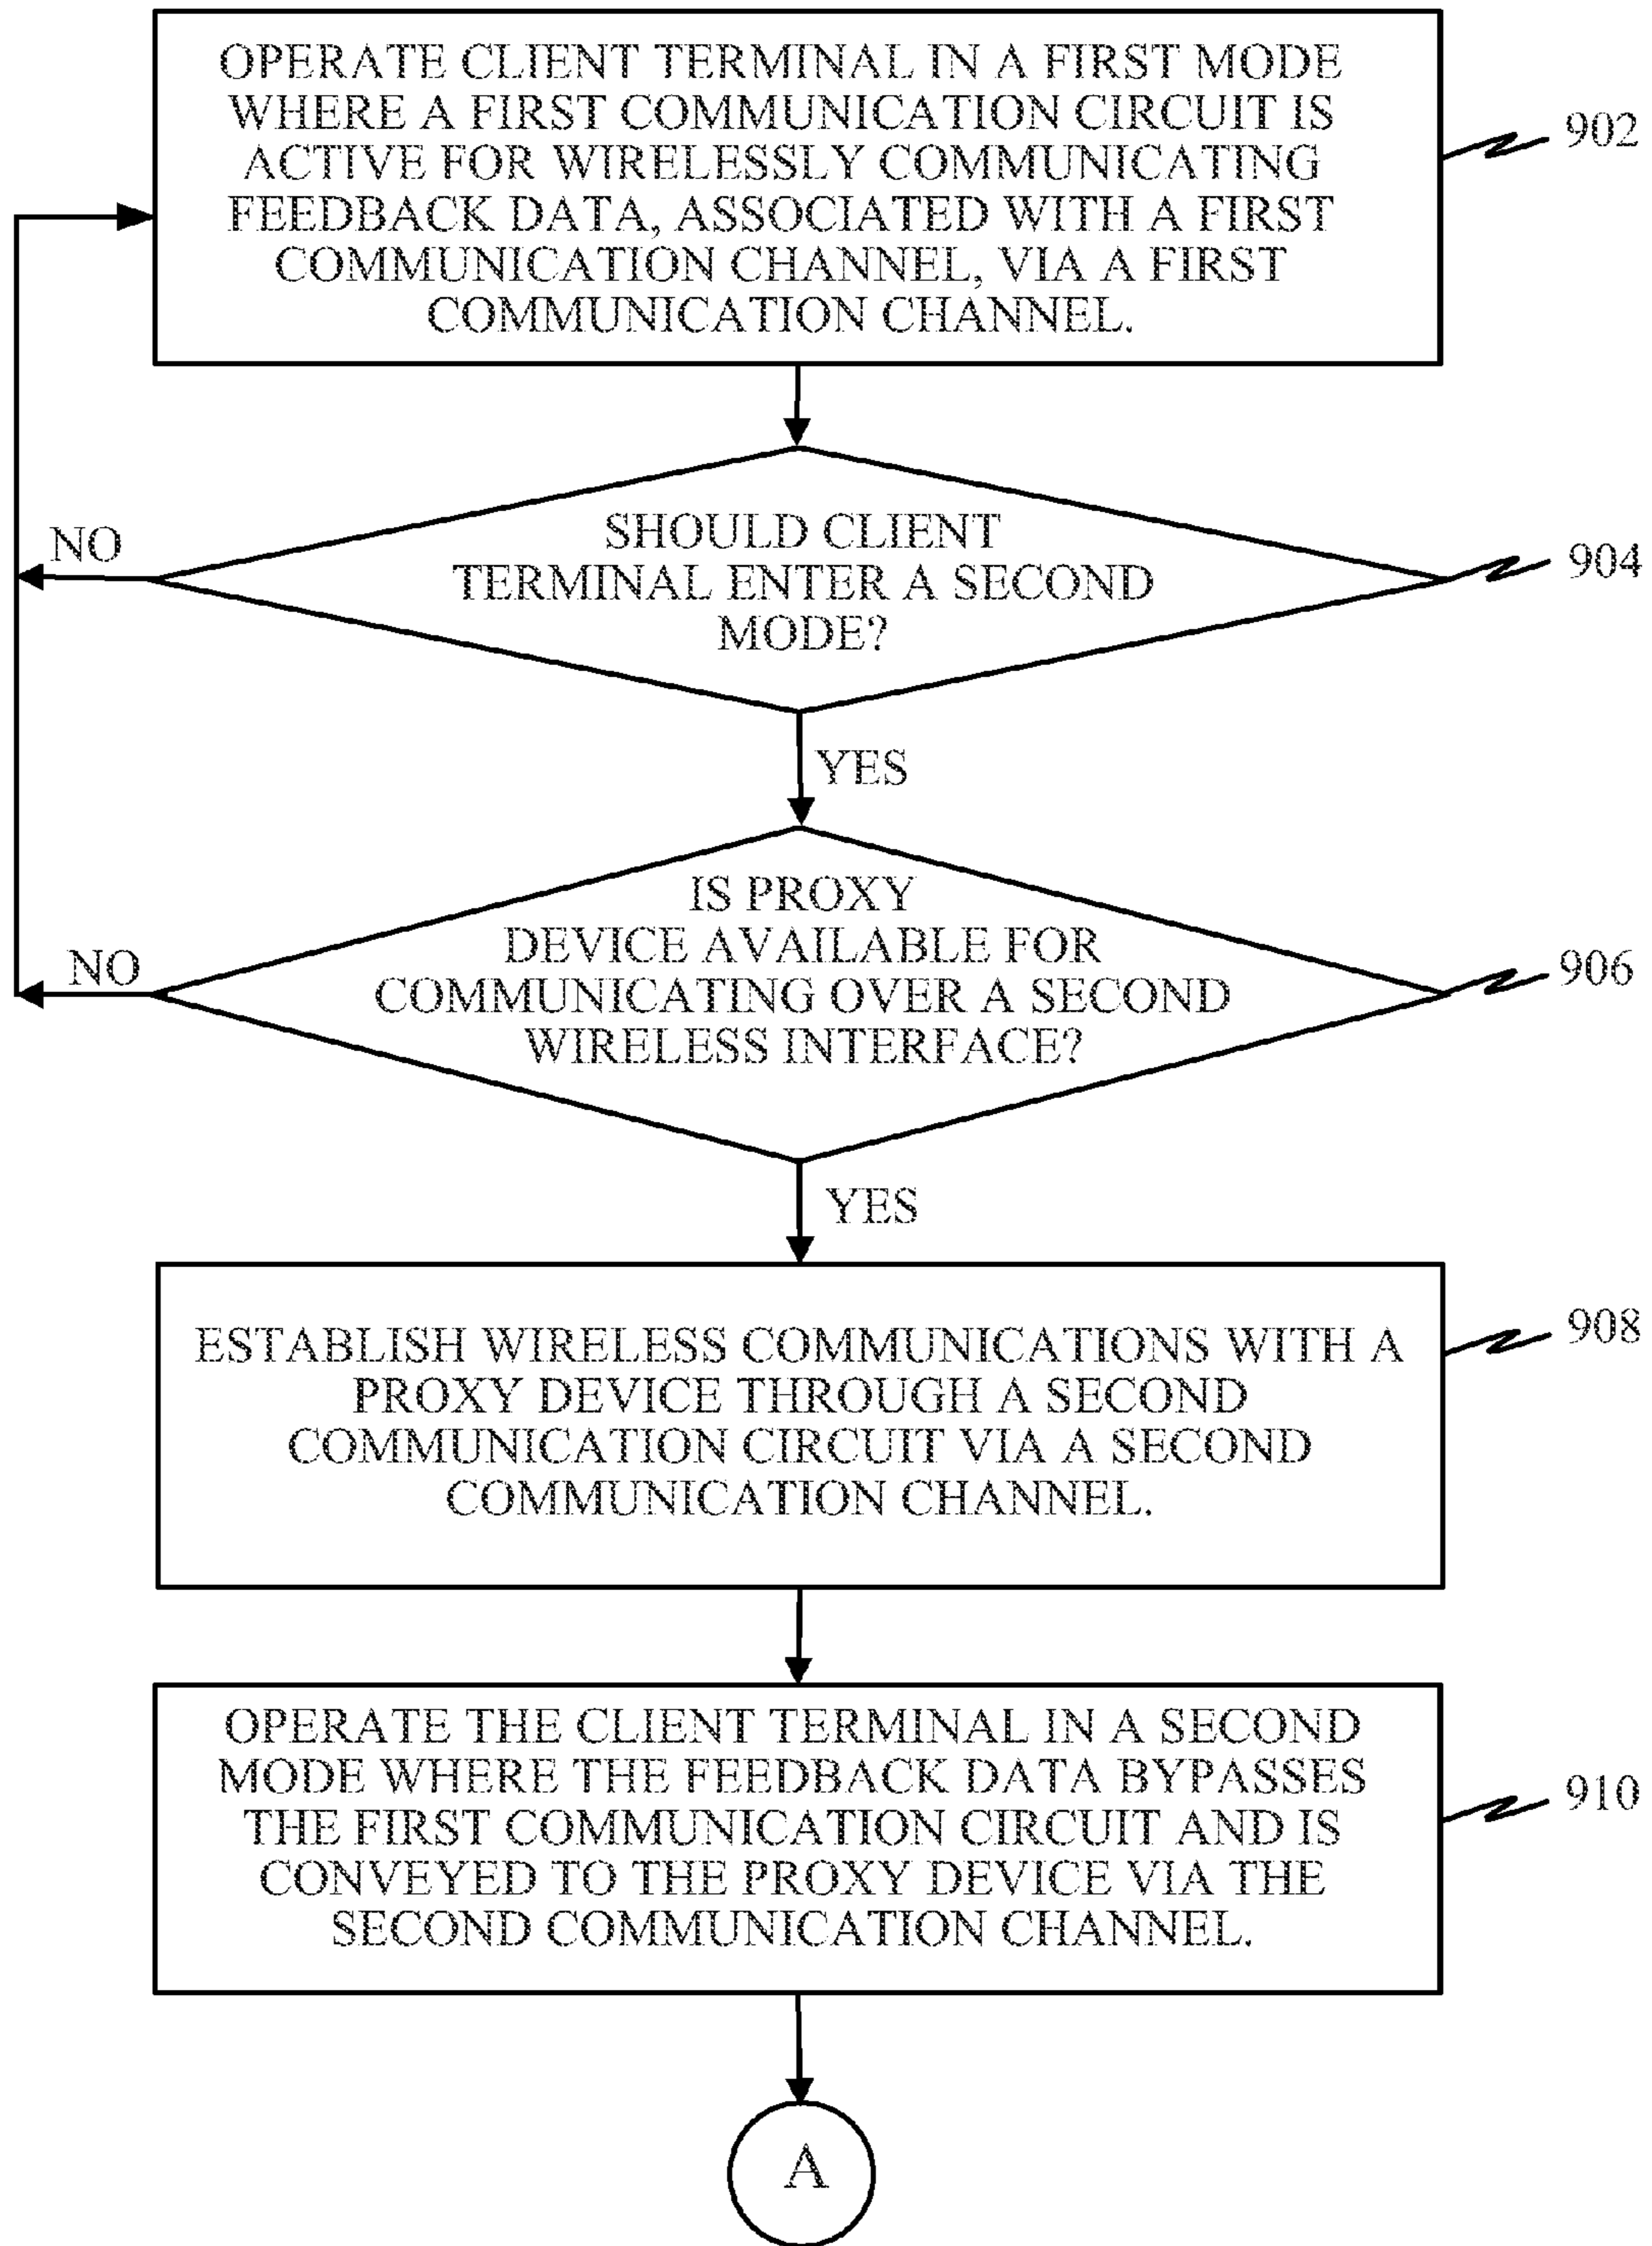 OPERATE CLIENT TERMINAL IN A FIRST MODE
WHERE A FIRST COMMUNICATION CIRCUIT IS
ACTIVE FOR WIRELESSLY COMMUNICATING
FEEDBACK DATA, ASSOCIATED WITH A FIRST
COMMUNICATION CHANNEL, VIA A FIRST
COMMUNICATION CHANNEL.
902
SHOULD CLIENT
TERMINAL ENTER A SECOND
MODE?
904
NO
YES
IS PROXY
DEVICE AVAILABLE FOR
COMMUNICATING OVER A SECOND
WIRELESS INTERFACE?
906
NO
YES
ESTABLISH WIRELESS COMMUNICATIONS WITH A
PROXY DEVICE THROUGH A SECOND
COMMUNICATION CIRCUIT VIA A SECOND
COMMUNICATION CHANNEL.
908
OPERATE THE CLIENT TERMINAL IN A SECOND
MODE WHERE THE FEEDBACK DATA BYPASSES
THE FIRST COMMUNICATION CIRCUIT AND IS
CONVEYED TO THE PROXY DEVICE VIA THE
SECOND COMMUNICATION CHANNEL.
910
A